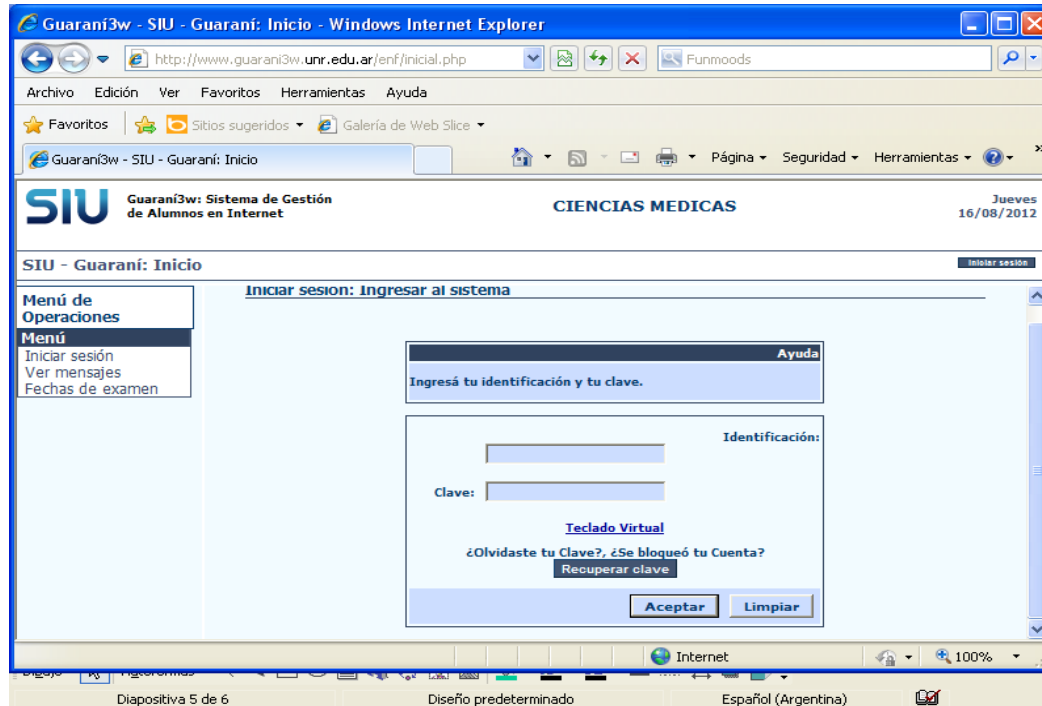 Guaraní3w - SIU - Guaraní: Inicio - Windows Internet Explorer
http://www.guarani3w.unr.edu.ar/enf/inicial.php
Funmoods
Archivo Edición Ver Favoritos Herramientas Ayuda
Favoritos Sitios sugeridos Galería de Web Slice
Guaraní3w - SIU - Guaraní: Inicio Página Seguridad Herramientas
SIU
Guaraní3w: Sistema de Gestión
de Alumnos en Internet
CIENCIAS MEDICAS
Jueves
16/08/2012
SIU - Guaraní: Inicio
Iniciar sesión
Menú de
Operaciones
Menú
Iniciar sesión
Ver mensajes
Fechas de examen
Iniciar sesión: Ingresar al sistema
Ayuda
Ingresá tu identificación y tu clave.
Identificación:
Clave:
Teclado Virtual
¿Olvidaste tu Clave?, ¿Se bloqueó tu Cuenta?
Recuperar clave
Aceptar Limpiar
Internet 100%
Dibujo Autoformas
Diapositiva 5 de 6 Diseño predeterminado Español (Argentina)